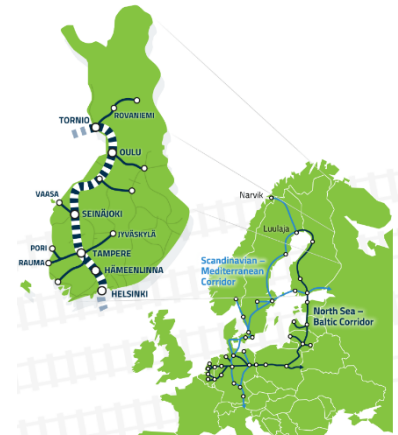 ROVANIEMI
TORNIO
OULU
VAASA
SEINÄJOKI
JYVÄSKYLÄ
PORI
RAUMA
TAMPERE
HÄMEENLINNA
HELSINKI
Narvik
Luulaja
Scandinavian –
Mediterranean
Corridor
North Sea –
Baltic Corridor